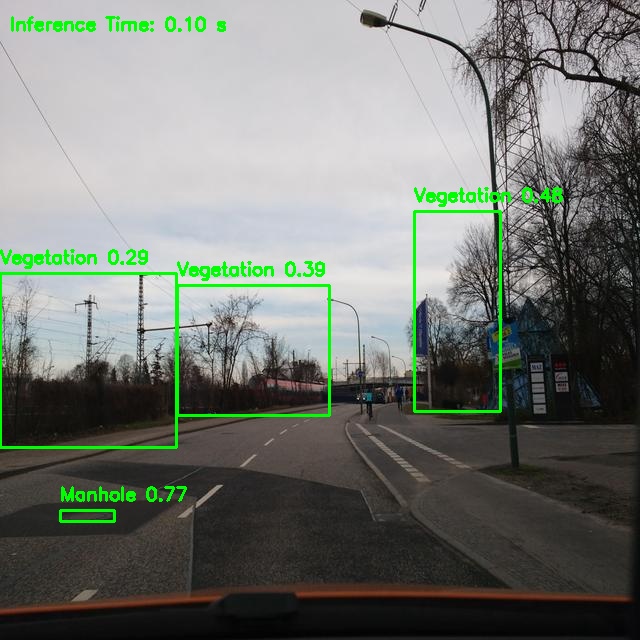 Inference Time: 0.10 s
Vegetation 0.48
Vegetation 0.29
Vegetation 0.39
Manhole 0.77